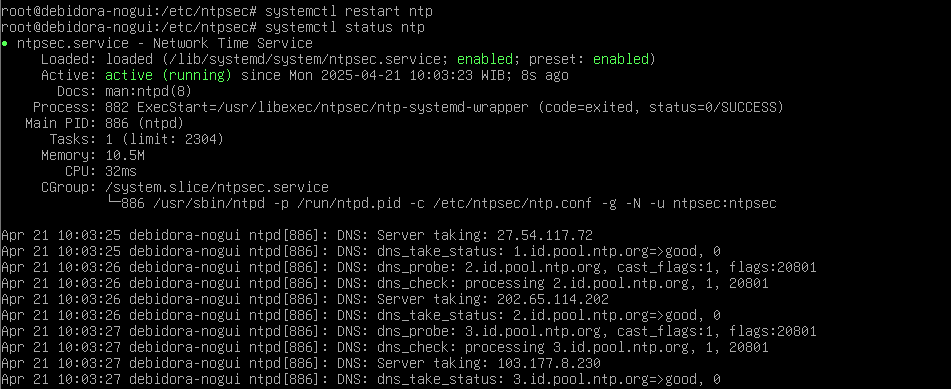 root@debidora-nogui:/etc/ntpsec# systemctl restart ntp
root@debidora-nogui:/etc/ntpsec# systemctl status ntp
● ntpsec.service - Network Time Service
Loaded: loaded (/lib/systemd/system/ntpsec.service; enabled; preset: enabled)
Active: active (running) since Mon 2025-04-21 10:03:23 WIB; 8s ago
Docs: man:ntpd(8)
Process: 882 ExecStart=/usr/libexec/ntpsec/ntp-systemd-wrapper (code=exited, status=0/SUCCESS)
Main PID: 886 (ntpd)
Tasks: 1 (limit: 2304)
Memory: 10.5M
CPU: 32ms
CGroup: /system.slice/ntpsec.service
└─886 /usr/sbin/ntpd -p /run/ntpd.pid -c /etc/ntpsec/ntp.conf -g -N -u ntpsec:ntpsec
Apr 21 10:03:25 debidora-nogui ntpd[886]: DNS: Server taking: 27.54.117.72
Apr 21 10:03:25 debidora-nogui ntpd[886]: DNS: dns_take_status: 1.id.pool.ntp.org=>good, 0
Apr 21 10:03:26 debidora-nogui ntpd[886]: DNS: dns_probe: 2.id.pool.ntp.org, cast_flags:1, flags:20801
Apr 21 10:03:26 debidora-nogui ntpd[886]: DNS: dns_check: processing 2.id.pool.ntp.org, 1, 20801
Apr 21 10:03:26 debidora-nogui ntpd[886]: DNS: Server taking: 202.65.114.202
Apr 21 10:03:26 debidora-nogui ntpd[886]: DNS: dns_take_status: 2.id.pool.ntp.org=>good, 0
Apr 21 10:03:27 debidora-nogui ntpd[886]: DNS: dns_probe: 3.id.pool.ntp.org, cast_flags:1, flags:20801
Apr 21 10:03:27 debidora-nogui ntpd[886]: DNS: dns_check: processing 3.id.pool.ntp.org, 1, 20801
Apr 21 10:03:27 debidora-nogui ntpd[886]: DNS: Server taking: 103.177.8.230
Apr 21 10:03:27 debidora-nogui ntpd[886]: DNS: dns_take_status: 3.id.pool.ntp.org=>good, 0